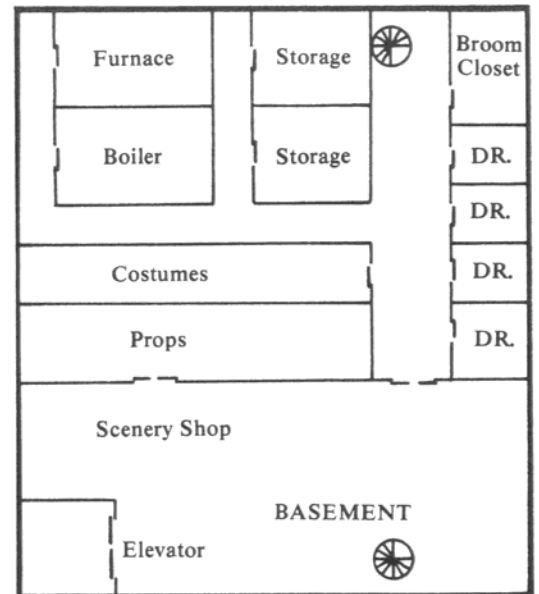 Furnace
Storage
Broom
Closet
Boiler
Storage
DR.
DR.
Costumes
DR.
Props
DR.
Scenery Shop
BASEMENT
Elevator